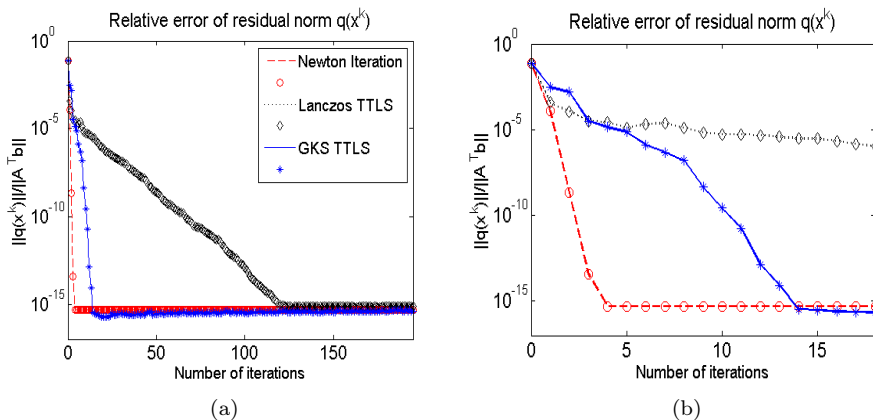 Relative error of residual norm q(x^k)
10^0
10^-5
10^-10
10^-15
||q(x^k)||/||A^Tb||
Newton Iteration
Lanczos TTLS
GKS TTLS
0
50
100
150
Number of iterations
(a)
Relative error of residual norm q(x^k)
10^0
10^-5
10^-10
10^-15
||q(x^k)||/||A^Tb||
0
5
10
15
Number of iterations
(b)